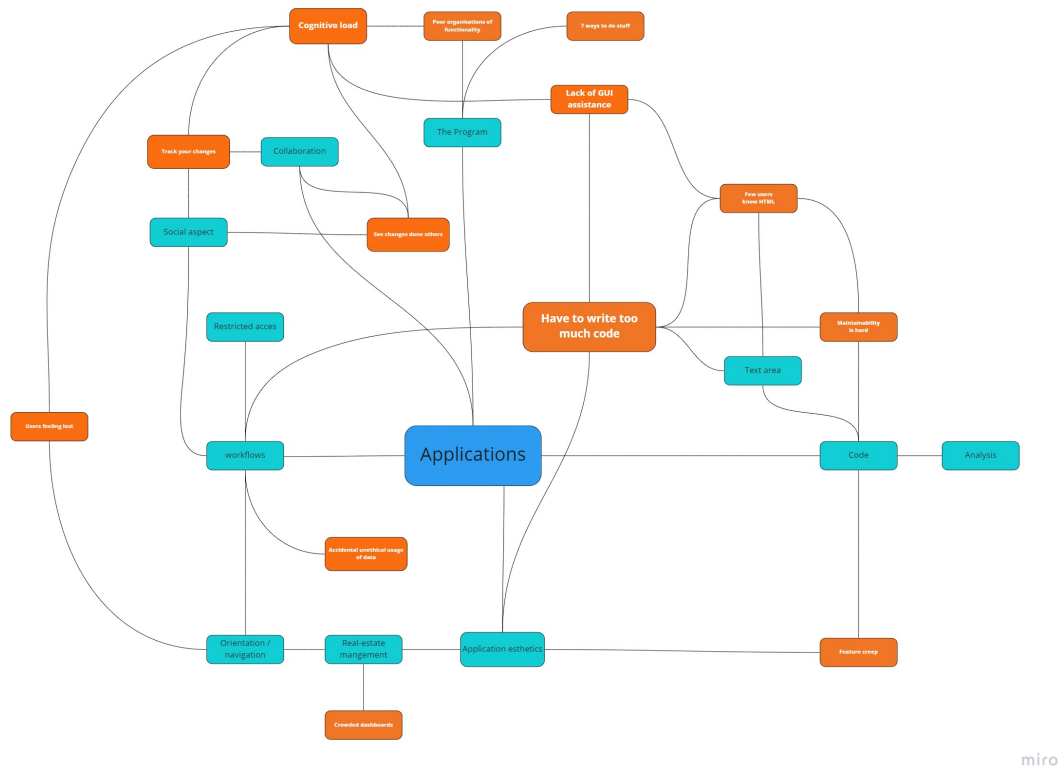 Cognitive load
Poor organisations of
functionality
7 ways to do stuff
Lack of GUI
assistance
The Program
Track your changes
Collaboration
Few users
know HTML
Social aspect
See changes done others
Restricted acces
Have to write too
much code
Maintainability
is hard
Text area
Users feeling lost
workflows
Applications
Code
Analysis
Accidental unethical usage
of data
Orientation /
navigation
Real-estate
mangement
Application esthetics
Feature creep
Crowded dashboards
miro